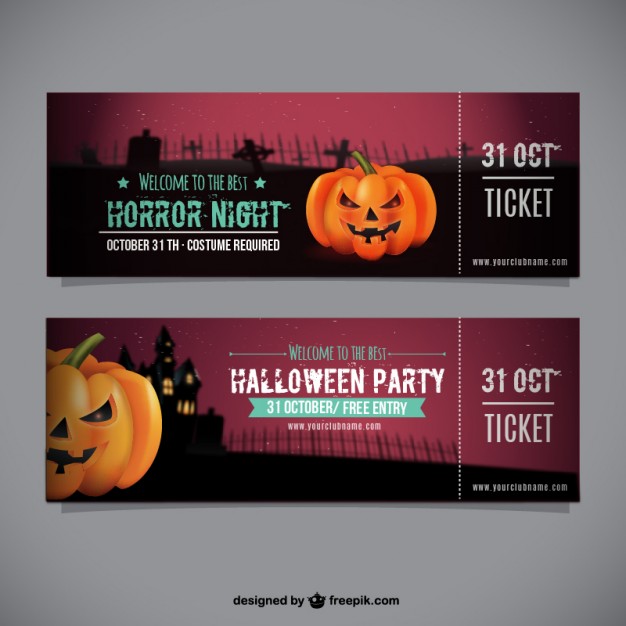 WELCOME TO THE BEST
HORROR NIGHT
OCTOBER 31 TH · COSTUME REQUIRED
31 OCT
TICKET
www.yourclubname.com
WELCOME TO THE BEST
HALLOWEEN PARTY
31 OCTOBER/ FREE ENTRY
www.yourclubname.com
31 OCT
TICKET
www.yourclubname.com
designed by freepik.com